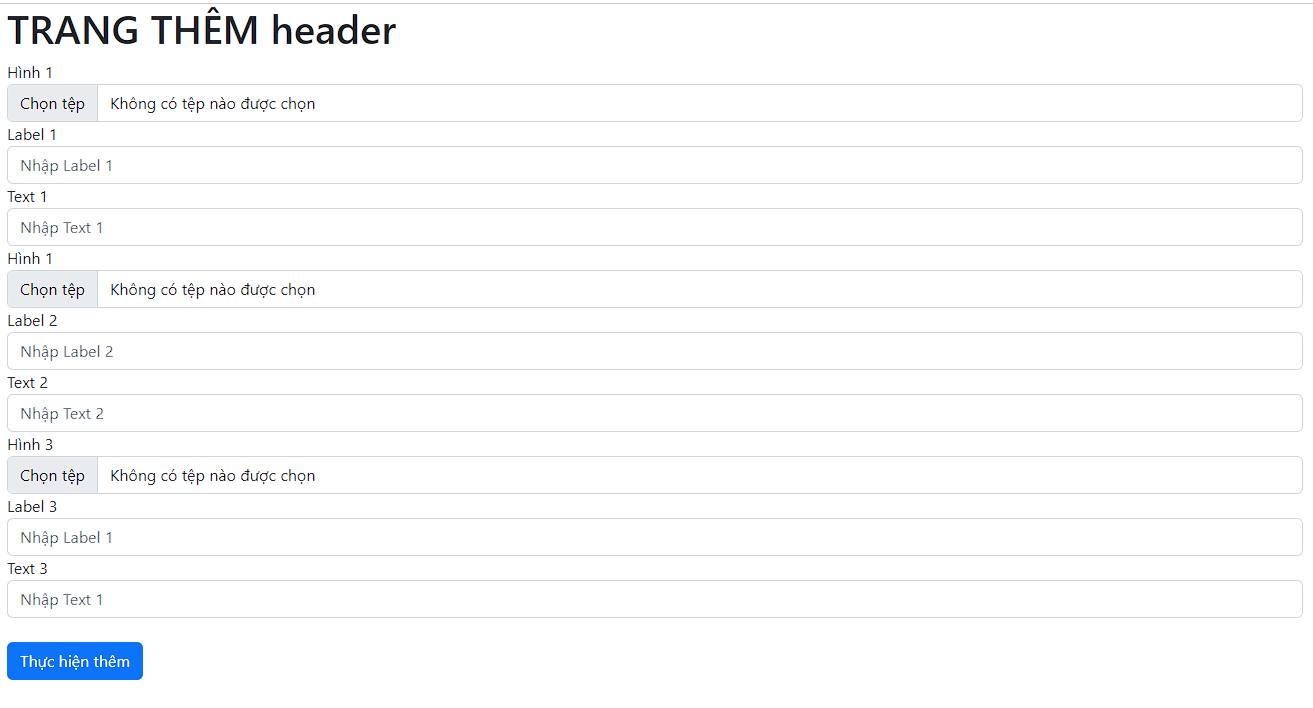 TRANG THÊM header
Hình 1
Chọn tệp Không có tệp nào được chọn
Label 1
Nhập Label 1
Text 1
Nhập Text 1
Hình 1
Chọn tệp Không có tệp nào được chọn
Label 2
Nhập Label 2
Text 2
Nhập Text 2
Hình 3
Chọn tệp Không có tệp nào được chọn
Label 3
Nhập Label 1
Text 3
Nhập Text 1
Thực hiện thêm